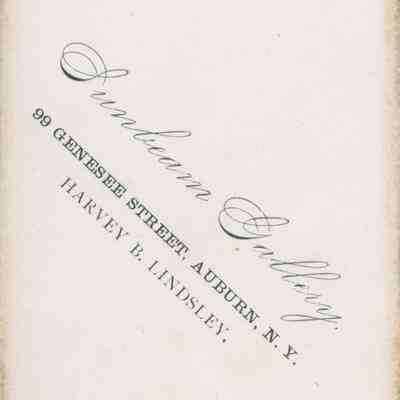 Sunbeam Gallery.
99 GENESEE STREET, AUBURN, N. Y.
HARVEY B. LINDSLEY.